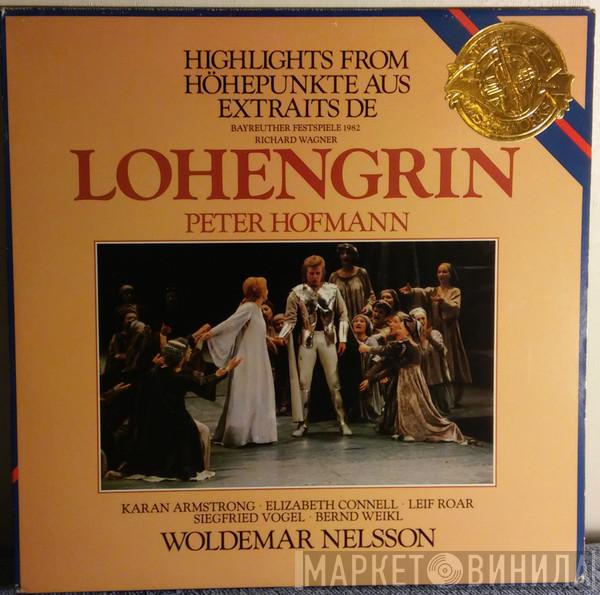 HIGHLIGHTS FROM
HÖHEPUNKTE AUS
EXTRAITS DE
BAYREUTHER FESTSPIELE 1982
RICHARD WAGNER
LOHENGRIN
PETER HOFMANN
KARAN ARMSTRONG · ELIZABETH CONNELL · LEIF ROAR
SIEGFRIED VOGEL · BERND WEIKL
WOLDEMAR NELSSON
МАРКЕТ ВИНИЛА